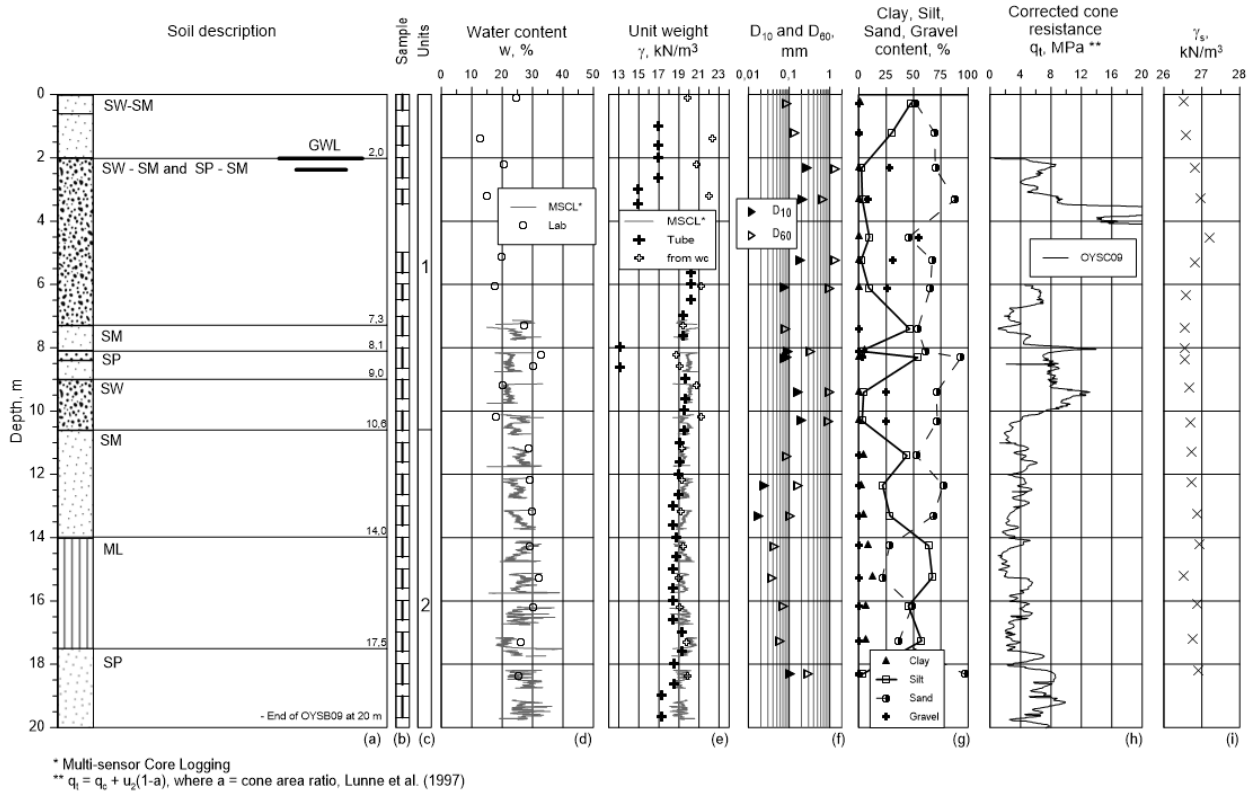 Soil description
Sample
Units
Water content
w, %
0 10 20 30 40 50
Unit weight
γ, kN/m³
13 15 17 19 21 23
D10 and D60,
mm
0,01 0,1 1
Clay, Silt,
Sand, Gravel
content, %
0 25 50 75 100
Corrected cone
resistance
qt, MPa **
0 4 8 12 16 20
γs,
kN/m³
26 27 28
Depth, m
0
2
4
6
8
10
12
14
16
18
20
SW-SM
GWL
2,0
SW - SM and SP - SM
7,3
SM
8,1
SP
9,0
SW
10,6
SM
14,0
ML
17,5
SP
- End of OYSB09 at 20 m
1
2
MSCL*
Lab
MSCL*
Tube
from wc
D10
D60
OYSC09
Clay
Silt
Sand
Gravel
(a)
(b)
(c)
(d)
(e)
(f)
(g)
(h)
(i)
* Multi-sensor Core Logging
** qt = qc + u2(1-a), where a = cone area ratio, Lunne et al. (1997)